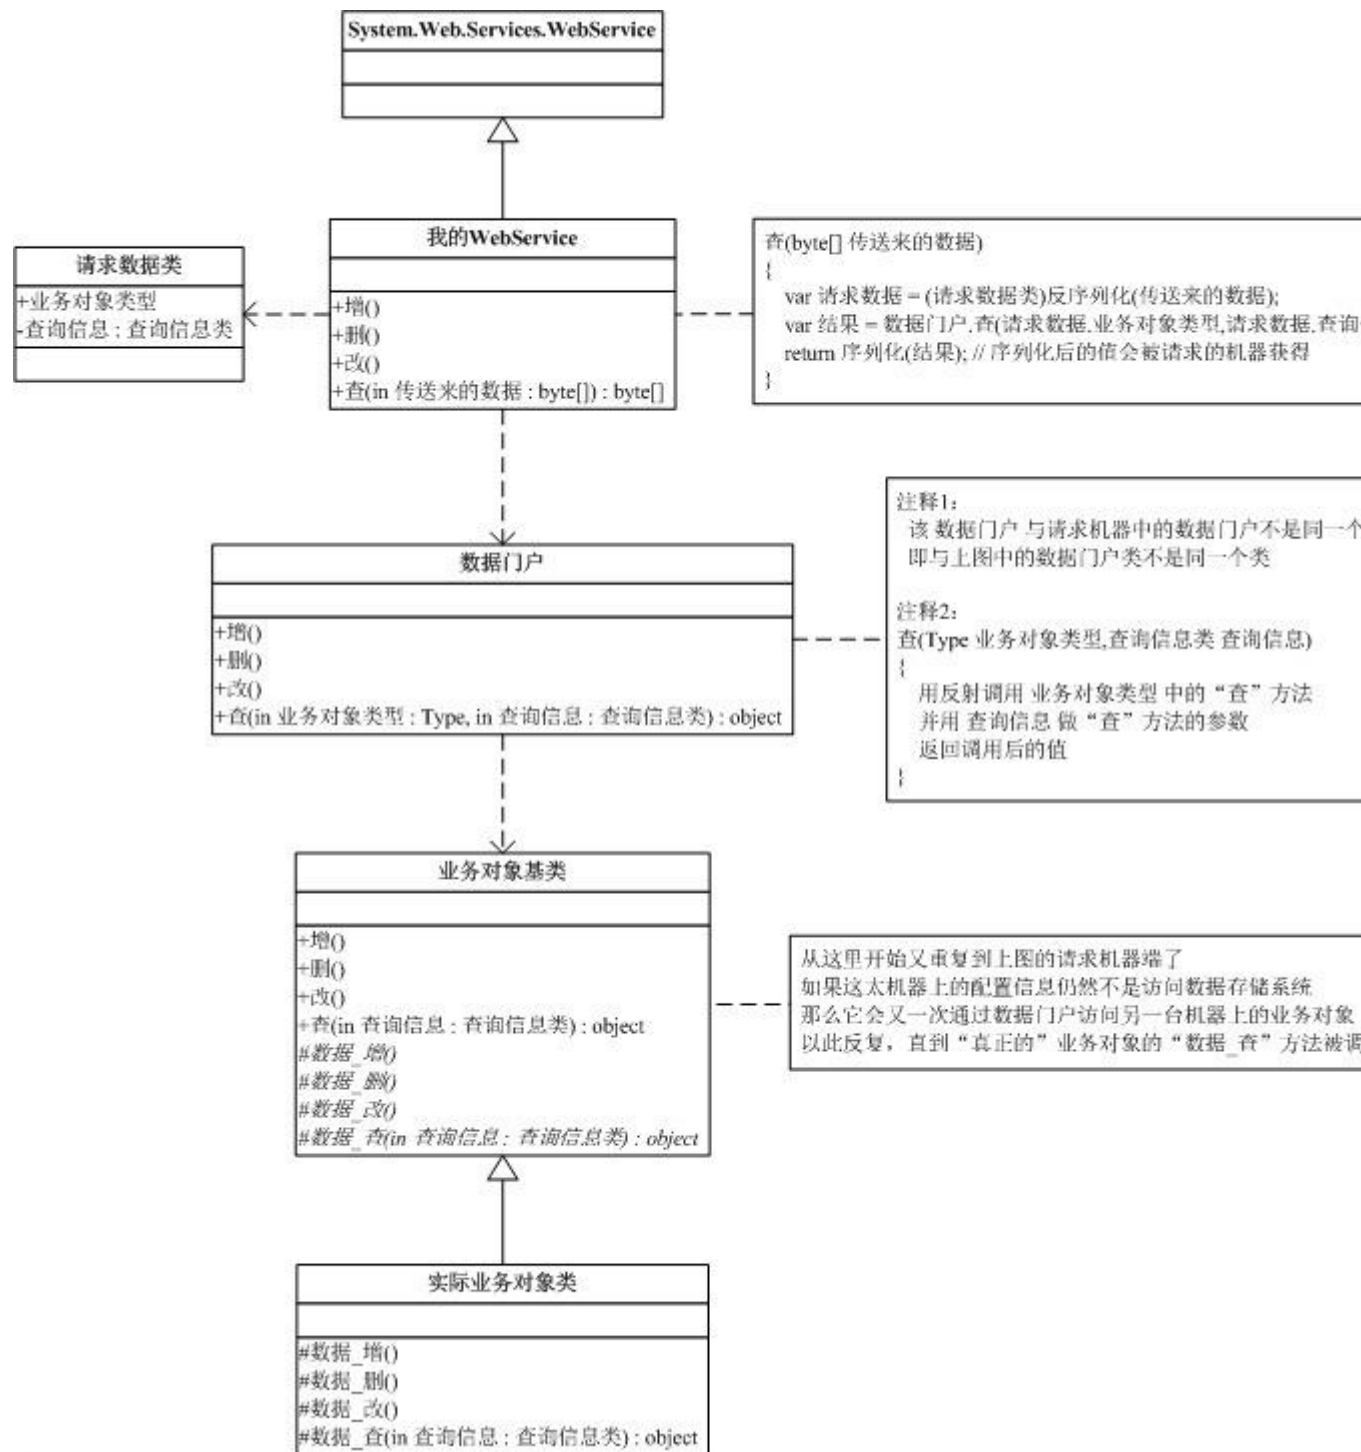 System.Web.Services.WebService
我的WebService
+增()
+删()
+改()
+查(in 传送来的数据 : byte[]) : byte[]
请求数据类
+业务对象类型
-查询信息 : 查询信息类
查(byte[] 传送来的数据)
{
var 请求数据 = (请求数据类)反序列化(传送来的数据);
var 结果 = 数据门户.查(请求数据.业务对象类型,请求数据.查询
return 序列化(结果); // 序列化后的值会被请求的机器获得
}
数据门户
+增()
+删()
+改()
+查(in 业务对象类型 : Type, in 查询信息 : 查询信息类) : object
注释1:
该 数据门户 与请求机器中的数据门户不是同一个
即与上图中的数据门户类不是同一个类
注释2:
查(Type 业务对象类型,查询信息类 查询信息)
{
用反射调用 业务对象类型 中的“查”方法
并用 查询信息 做“查”方法的参数
返回调用后的值
}
业务对象基类
+增()
+删()
+改()
+查(in 查询信息 : 查询信息类) : object
#数据_增()
#数据_删()
#数据_改()
#数据_查(in 查询信息 : 查询信息类) : object
从这里开始又重复到上图的请求机器端了
如果这太机器上的配置信息仍然不是访问数据存储系统
那么它会又一次通过数据门户访问另一台机器上的业务对象
以此反复，直到“真正的”业务对象的“数据_查”方法被调
实际业务对象类
#数据_增()
#数据_删()
#数据_改()
#数据_查(in 查询信息 : 查询信息类) : object